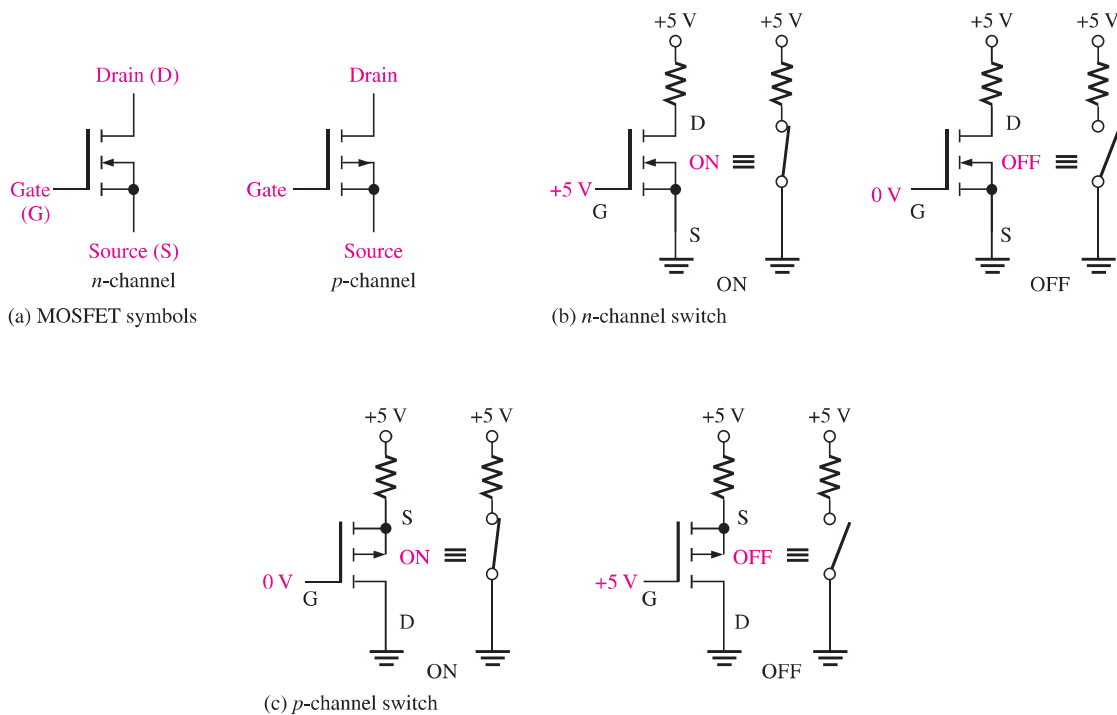 Drain (D)
Drain
Gate
(G)
Gate
Source (S)
Source
n-channel
p-channel
(a) MOSFET symbols
+5 V
+5 V
+5 V
+5 V
D
ON
+5 V
G
S
ON
D
OFF
0 V
G
S
OFF
(b) n-channel switch
+5 V
+5 V
+5 V
+5 V
S
ON
0 V
G
D
ON
S
OFF
+5 V
G
D
OFF
(c) p-channel switch